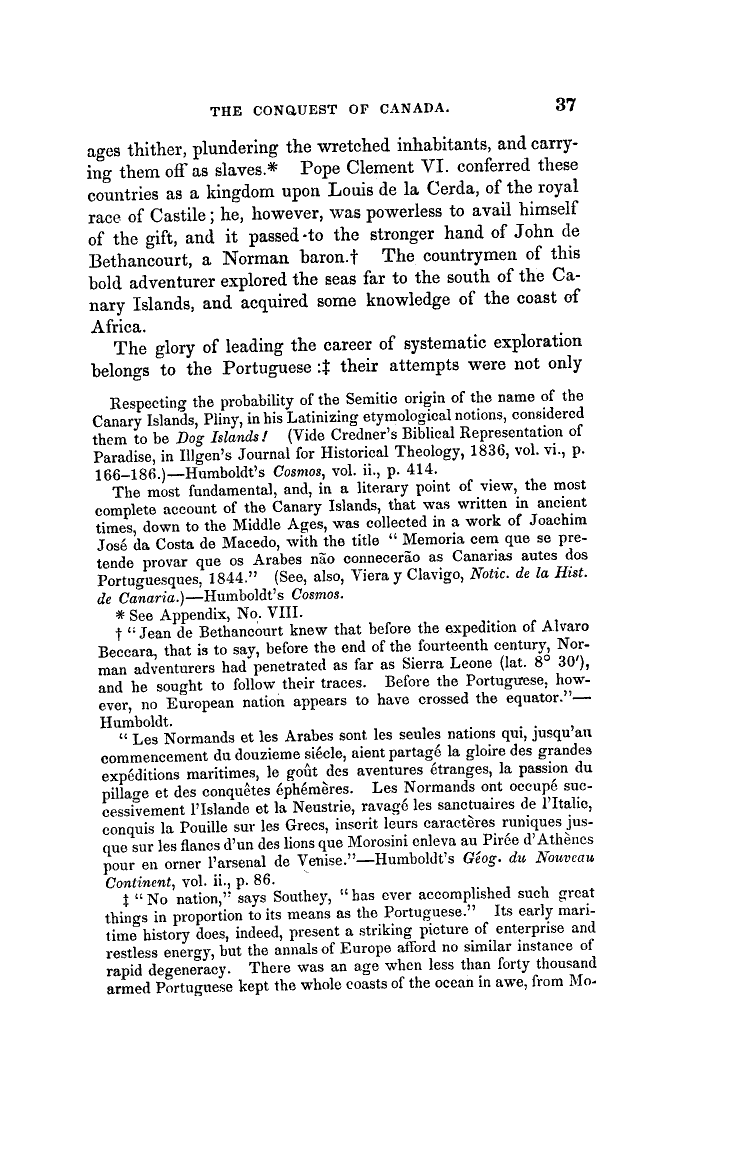 THE CONQUEST OF CANADA. 37
ages thither, plundering the wretched inhabitants, and carry-
ing them off as slaves.* Pope Clement VI. conferred these
countries as a kingdom upon Louis de la Cerda, of the royal
race of Castile; he, however, was powerless to avail himself
of the gift, and it passed to the stronger hand of John de
Bethancourt, a Norman baron.† The countrymen of this
bold adventurer explored the seas far to the south of the Ca-
nary Islands, and acquired some knowledge of the coast of
Africa.
The glory of leading the career of systematic exploration
belongs to the Portuguese :‡ their attempts were not only
Respecting the probability of the Semitic origin of the name of the
Canary Islands, Pliny, in his Latinizing etymological notions, considered
them to be Dog Islands! (Vide Credner's Biblical Representation of
Paradise, in Illgen's Journal for Historical Theology, 1836, vol. vi., p.
166-186.)—Humboldt's Cosmos, vol. ii., p. 414.
The most fundamental, and, in a literary point of view, the most
complete account of the Canary Islands, that was written in ancient
times, down to the Middle Ages, was collected in a work of Joachim
José da Costa de Macedo, with the title "Memoria cem que se pre-
tende provar que os Arabes não connecerão as Canarias autes dos
Portuguesques, 1844." (See, also, Viera y Clavigo, Notic. de la Hist.
de Canaria.)—Humboldt's Cosmos.
* See Appendix, No. VIII.
† "Jean de Bethancourt knew that before the expedition of Alvaro
Beccara, that is to say, before the end of the fourteenth century, Nor-
man adventurers had penetrated as far as Sierra Leone (lat. 8° 30'),
and he sought to follow their traces. Before the Portuguese, how-
ever, no European nation appears to have crossed the equator."—
Humboldt.
"Les Normands et les Arabes sont les seules nations qui, jusqu'au
commencement du douzieme siécle, aient partagé la gloire des grandes
expéditions maritimes, le goût des aventures étranges, la passion du
pillage et des conquêtes éphémères. Les Normands ont occupé suc-
cessivement l'Islande et la Neustrie, ravagé les sanctuaires de l'Italie,
conquis la Pouille sur les Grecs, inscrit leurs caractères runiques jus-
que sur les flancs d'un des lions que Morosini enleva au Pirée d'Athènes
pour en orner l'arsenal de Venise."—Humboldt's Géog. du Nouveau
Continent, vol. ii., p. 86.
‡ "No nation," says Southey, "has ever accomplished such great
things in proportion to its means as the Portuguese." Its early mari-
time history does, indeed, present a striking picture of enterprise and
restless energy, but the annals of Europe afford no similar instance of
rapid degeneracy. There was an age when less than forty thousand
armed Portuguese kept the whole coasts of the ocean in awe, from Mo-